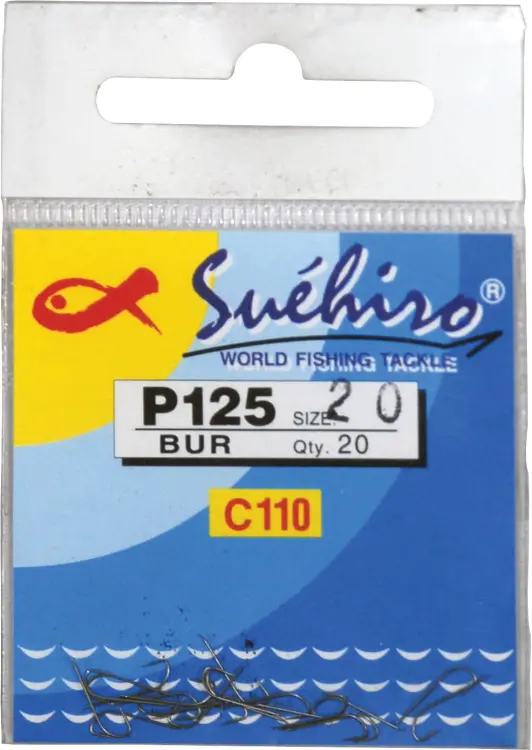 Suéhiro®
WORLD FISHING TACKLE
P125 SIZE: 20
BUR Qty. 20
C110